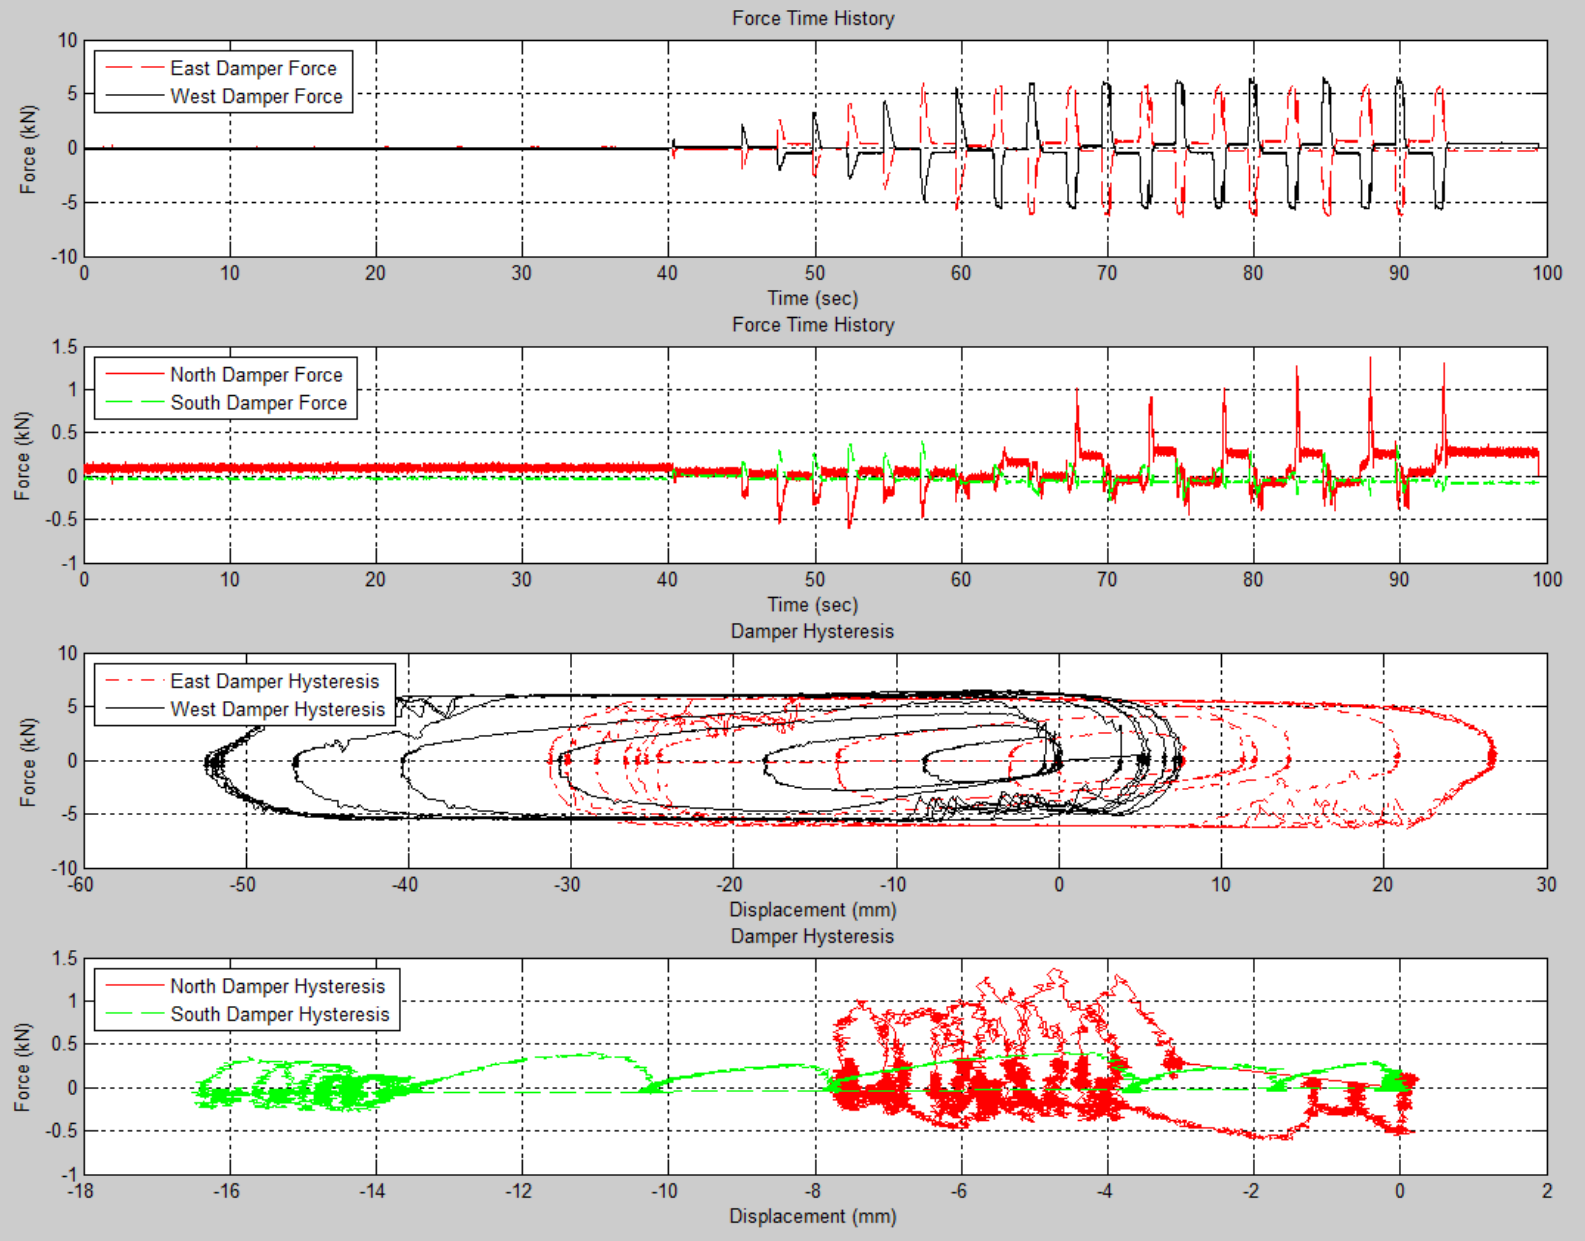 Force Time History
10
5
0
-5
-10
Force (kN)
East Damper Force
West Damper Force
0 10 20 30 40 50 60 70 80 90 100
Time (sec)
Force Time History
1.5
1
0.5
0
-0.5
-1
Force (kN)
North Damper Force
South Damper Force
0 10 20 30 40 50 60 70 80 90 100
Time (sec)
Damper Hysteresis
10
5
0
-5
-10
Force (kN)
East Damper Hysteresis
West Damper Hysteresis
-60 -50 -40 -30 -20 -10 0 10 20 30
Displacement (mm)
Damper Hysteresis
1.5
1
0.5
0
-0.5
-1
Force (kN)
North Damper Hysteresis
South Damper Hysteresis
-18 -16 -14 -12 -10 -8 -6 -4 -2 0 2
Displacement (mm)